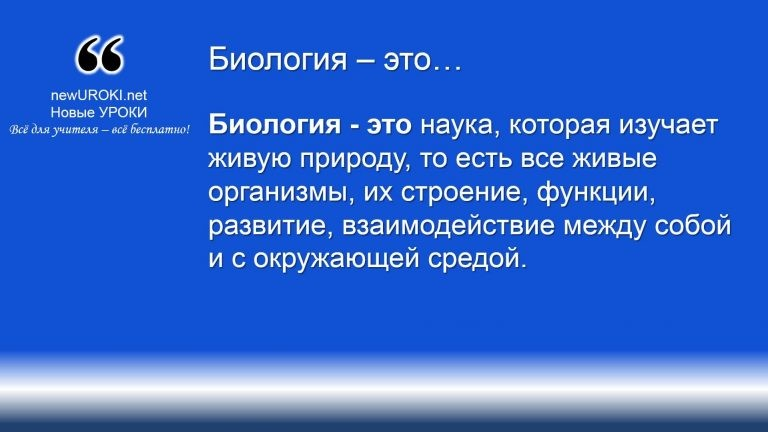 newUROKI.net
Новые УРОКИ
Всё для учителя – всё бесплатно!
Биология – это…
Биология - это наука, которая изучает
живую природу, то есть все живые
организмы, их строение, функции,
развитие, взаимодействие между собой
и с окружающей средой.